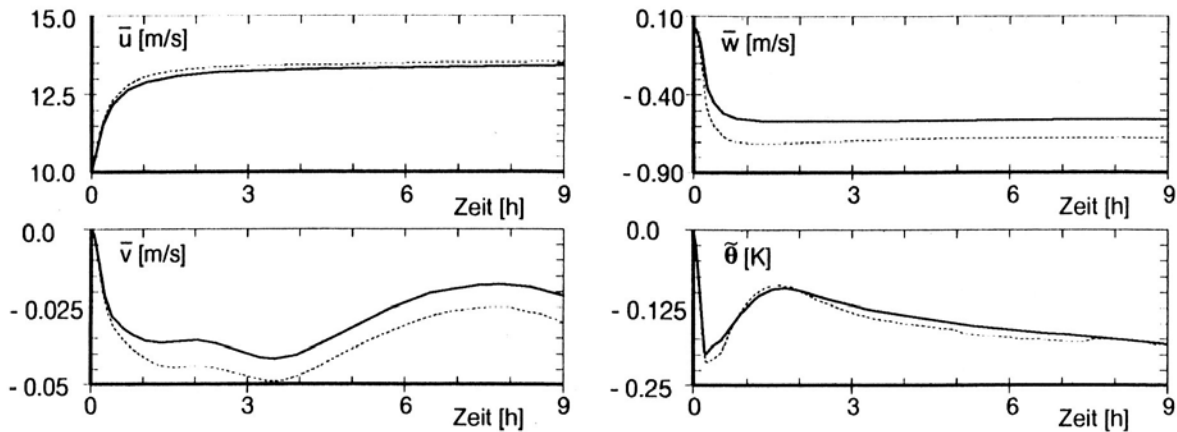 15.0
ū [m/s]
12.5
10.0
0 3 6 9
Zeit [h]
0.10
w̄ [m/s]
- 0.40
- 0.90
0 3 6 9
Zeit [h]
0.0
v̄ [m/s]
- 0.025
- 0.05
0 3 6 9
Zeit [h]
0.0
θ̃ [K]
- 0.125
- 0.25
0 3 6 9
Zeit [h]